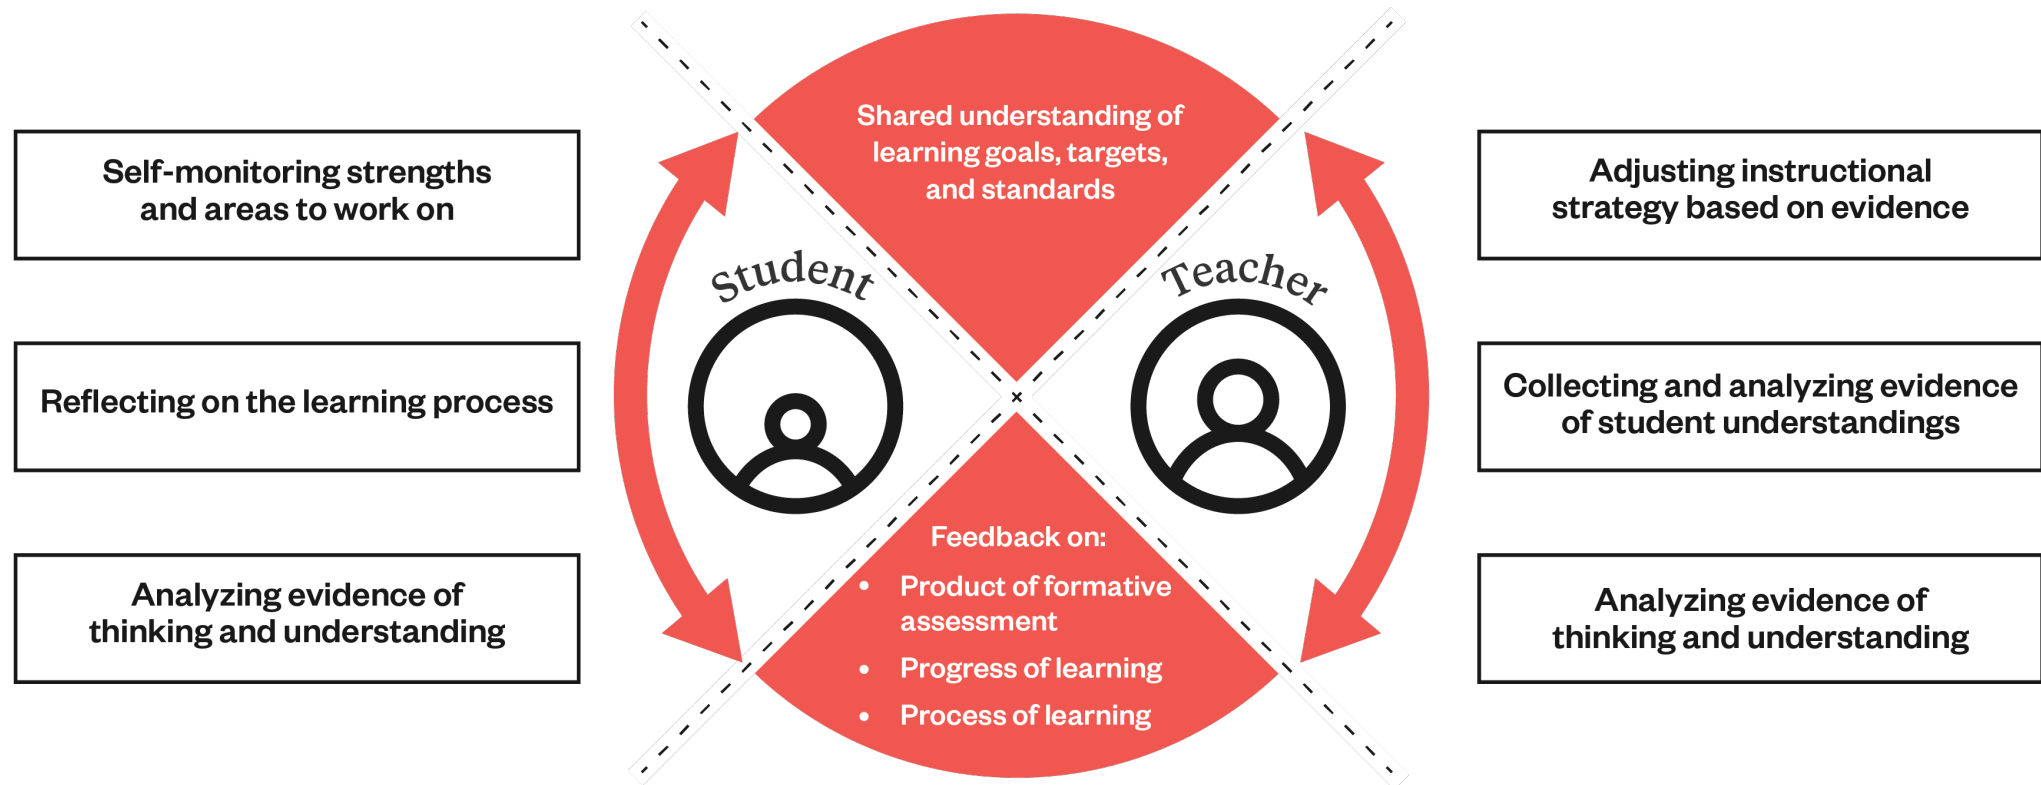 Self-monitoring strengths
and areas to work on
Reflecting on the learning process
Analyzing evidence of
thinking and understanding
Student
Shared understanding of
learning goals, targets,
and standards
Feedback on:
• Product of formative
assessment
• Progress of learning
• Process of learning
Teacher
Adjusting instructional
strategy based on evidence
Collecting and analyzing evidence
of student understandings
Analyzing evidence of
thinking and understanding